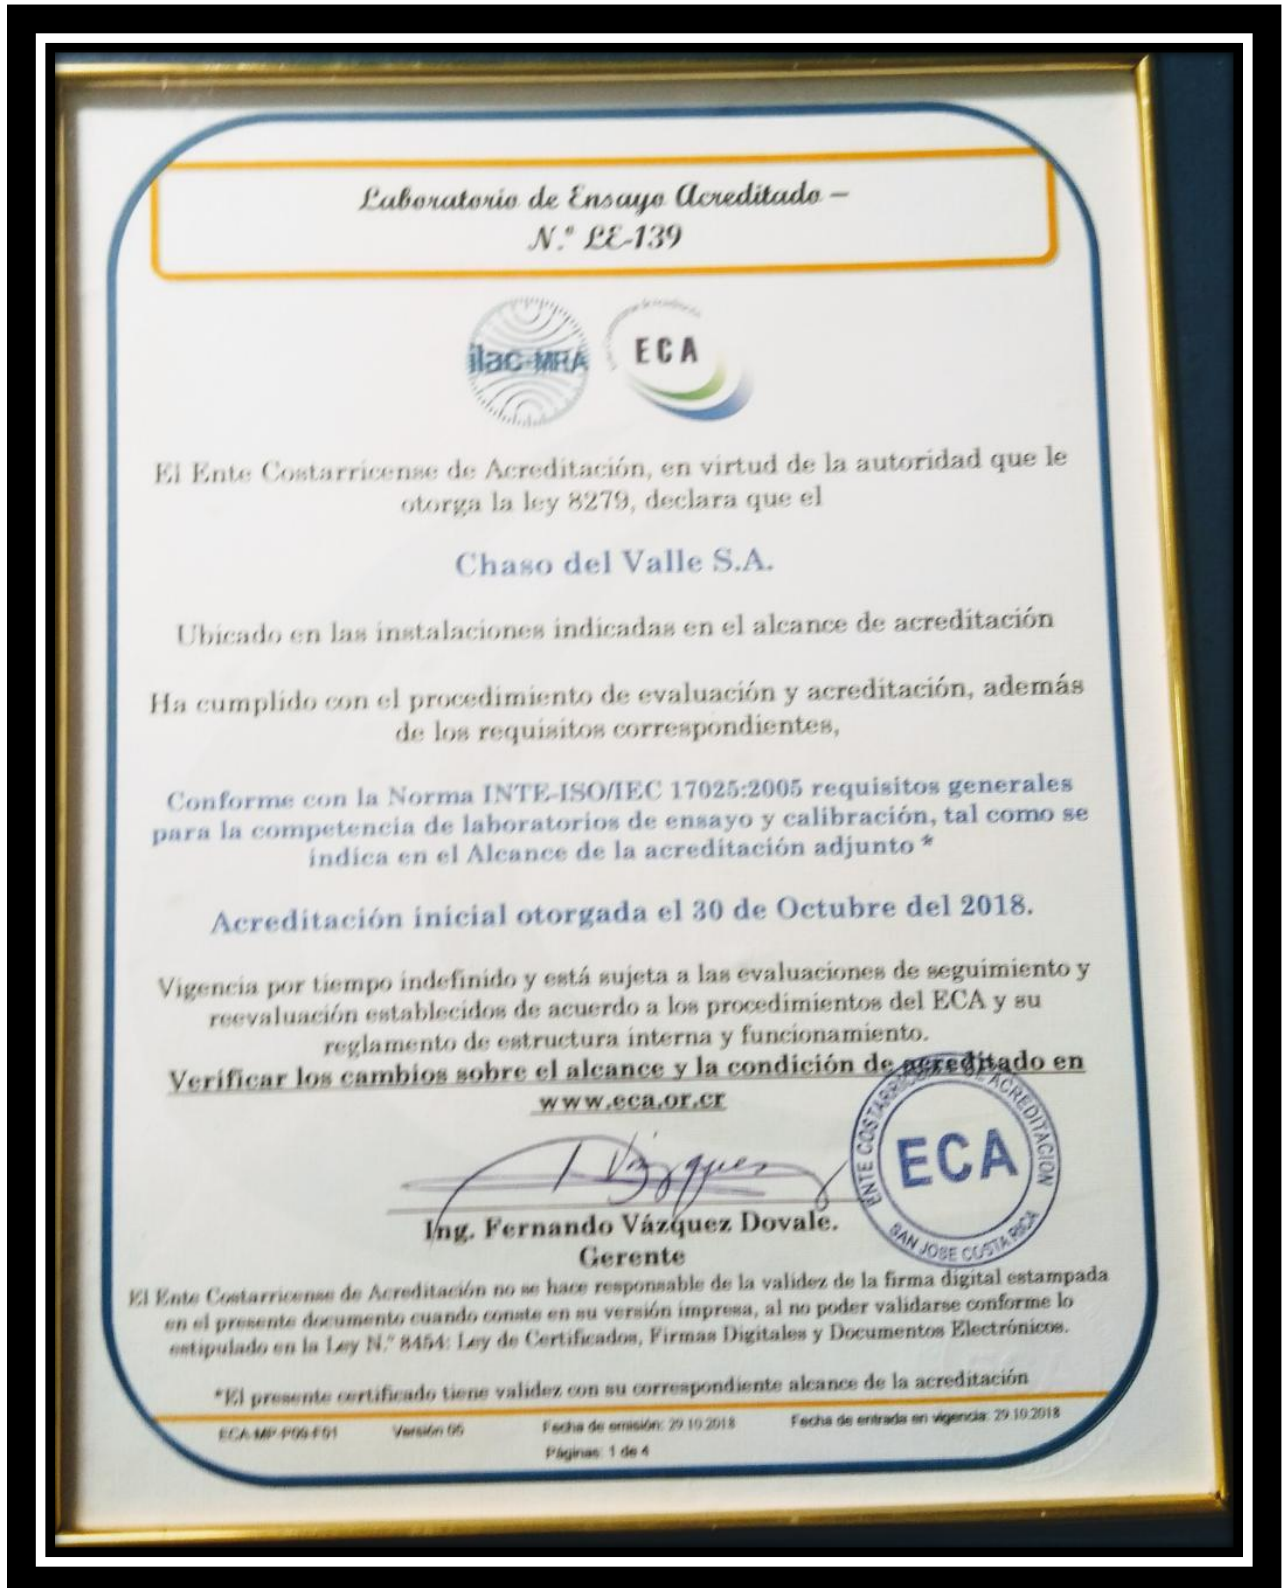 Laboratorio de Ensayo Acreditado –
N.º LE-139
ilac-MRA
ECA
El Ente Costarricense de Acreditación, en virtud de la autoridad que le
otorga la ley 8279, declara que el
Chaso del Valle S.A.
Ubicado en las instalaciones indicadas en el alcance de acreditación
Ha cumplido con el procedimiento de evaluación y acreditación, además
de los requisitos correspondientes,
Conforme con la Norma INTE-ISO/IEC 17025:2005 requisitos generales
para la competencia de laboratorios de ensayo y calibración, tal como se
indica en el Alcance de la acreditación adjunto *
Acreditación inicial otorgada el 30 de Octubre del 2018.
Vigencia por tiempo indefinido y está sujeta a las evaluaciones de seguimiento y
reevaluación establecidos de acuerdo a los procedimientos del ECA y su
reglamento de estructura interna y funcionamiento.
Verificar los cambios sobre el alcance y la condición de acreditado en
www.eca.or.cr
ENTE COSTARRICENSE DE ACREDITACION
ECA
SAN JOSE COSTA RICA
Ing. Fernando Vázquez Dovale.
Gerente
El Ente Costarricense de Acreditación no se hace responsable de la validez de la firma digital estampada
en el presente documento cuando conste en su versión impresa, al no poder validarse conforme lo
estipulado en la Ley N.º 8454: Ley de Certificados, Firmas Digitales y Documentos Electrónicos.
*El presente certificado tiene validez con su correspondiente alcance de la acreditación
ECA-MP-P09-F01 Versión 05 Fecha de emisión: 29.10.2018 Fecha de entrada en vigencia: 29.10.2018
Páginas: 1 de 4